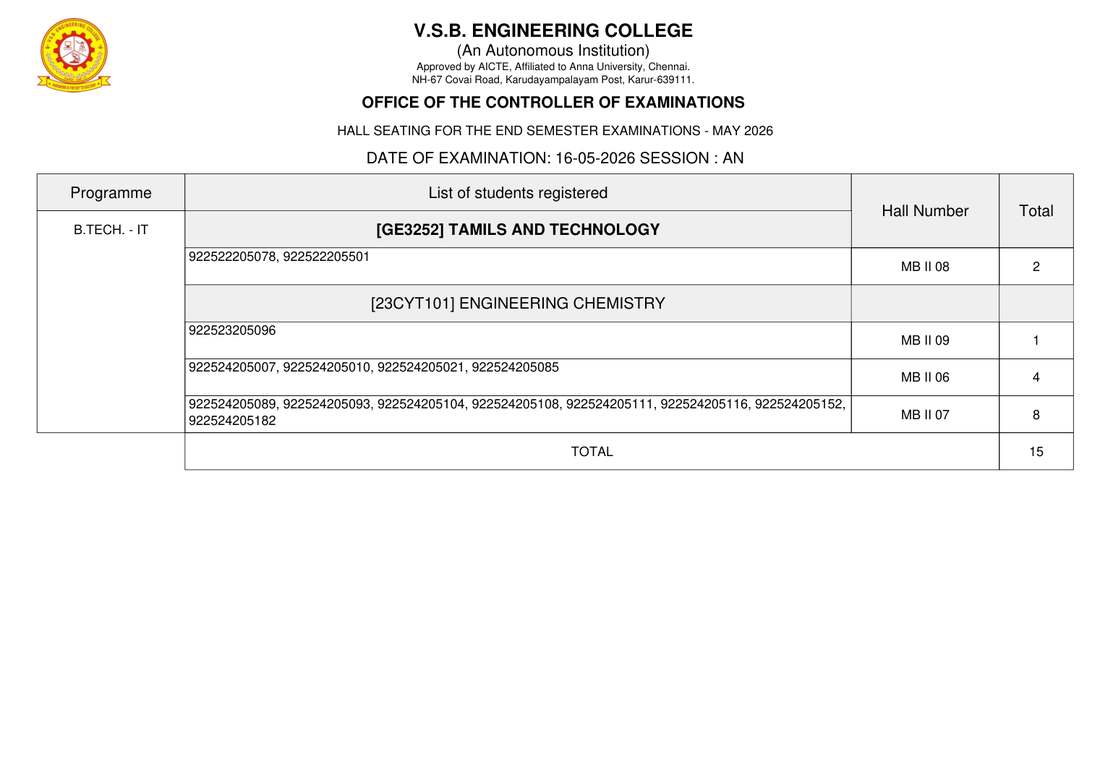 V.S.B. ENGINEERING COLLEGE
(An Autonomous Institution)
Approved by AICTE, Affiliated to Anna University, Chennai.
NH-67 Covai Road, Karudayampalayam Post, Karur-639111.
OFFICE OF THE CONTROLLER OF EXAMINATIONS
HALL SEATING FOR THE END SEMESTER EXAMINATIONS - MAY 2026
DATE OF EXAMINATION: 16-05-2026 SESSION : AN
Programme List of students registered Hall Number Total
B.TECH. - IT [GE3252] TAMILS AND TECHNOLOGY
922522205078, 922522205501 MB II 08 2
[23CYT101] ENGINEERING CHEMISTRY
922523205096 MB II 09 1
922524205007, 922524205010, 922524205021, 922524205085 MB II 06 4
922524205089, 922524205093, 922524205104, 922524205108, 922524205111, 922524205116, 922524205152, MB II 07 8
922524205182
TOTAL 15